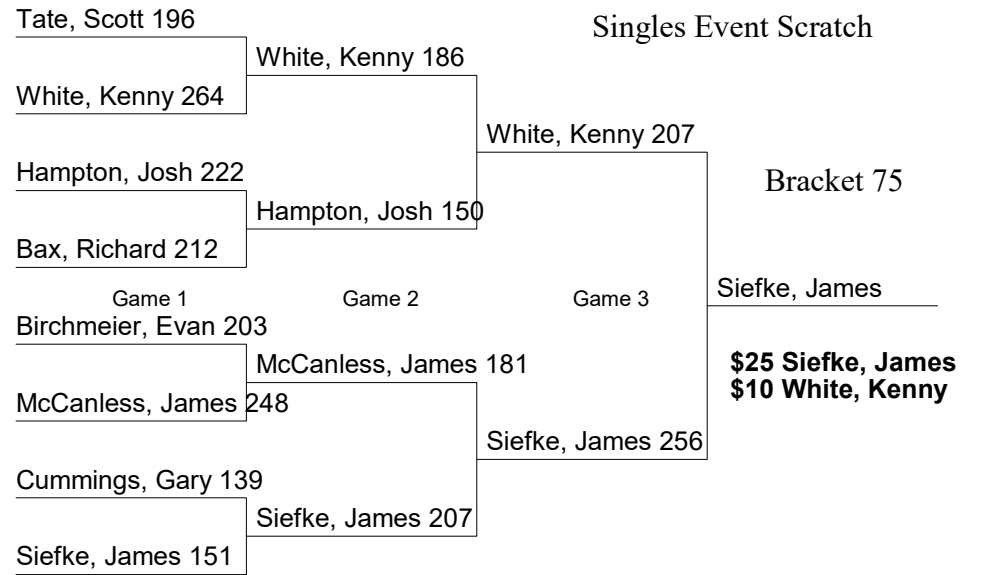 Tate, Scott 196
Singles Event Scratch
White, Kenny 186
White, Kenny 264
White, Kenny 207
Hampton, Josh 222
Bracket 75
Hampton, Josh 150
Bax, Richard 212
Siefke, James
Game 1
Game 2
Game 3
Birchmeier, Evan 203
McCanless, James 181
$25 Siefke, James
$10 White, Kenny
McCanless, James 248
Siefke, James 256
Cummings, Gary 139
Siefke, James 207
Siefke, James 151